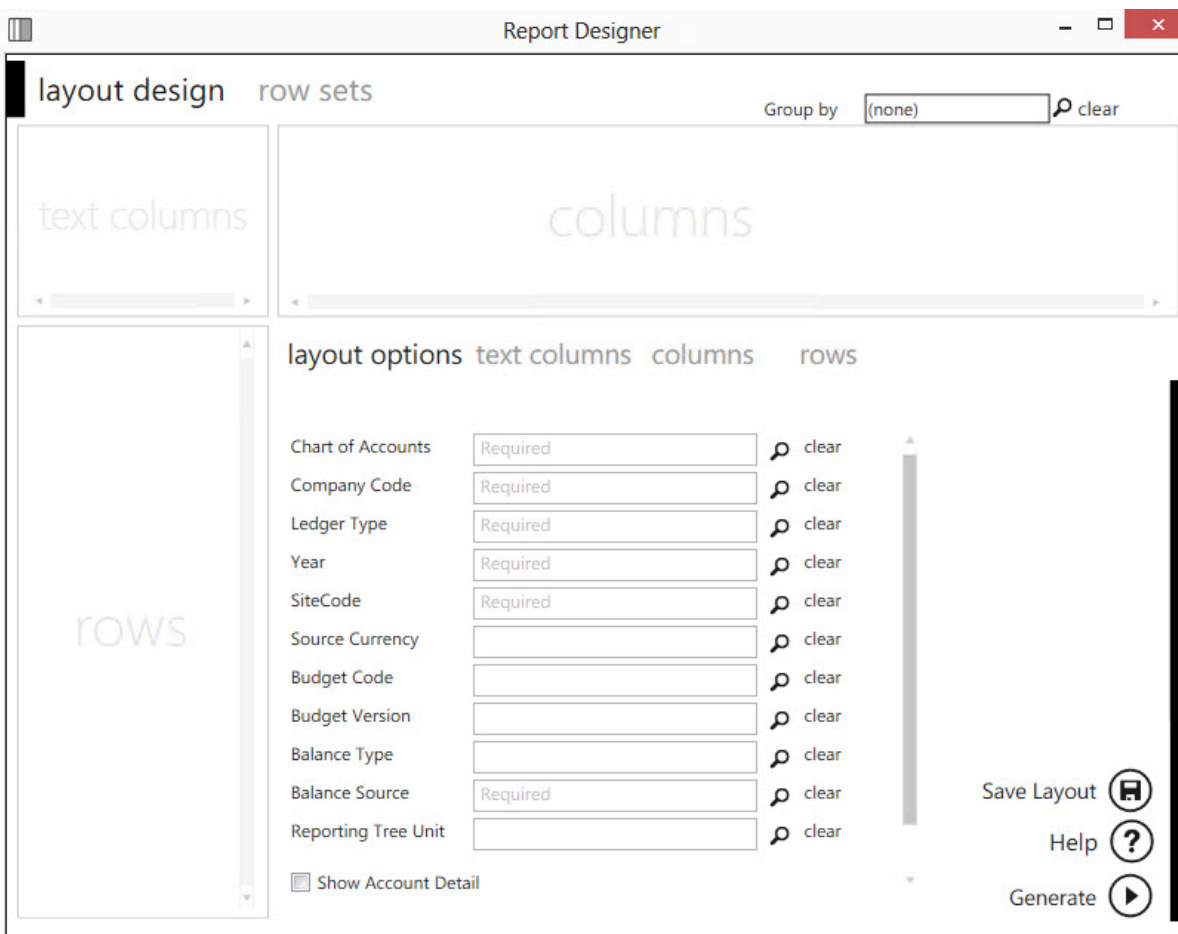 Report Designer
layout design row sets
Group by (none) clear
text columns columns
layout options text columns columns rows
Chart of Accounts Required clear
Company Code Required clear
Ledger Type Required clear
Year Required clear
SiteCode Required clear
rows
Source Currency clear
Budget Code clear
Budget Version clear
Balance Type clear
Balance Source Required clear
Reporting Tree Unit clear
Show Account Detail
Save Layout
Help ?
Generate